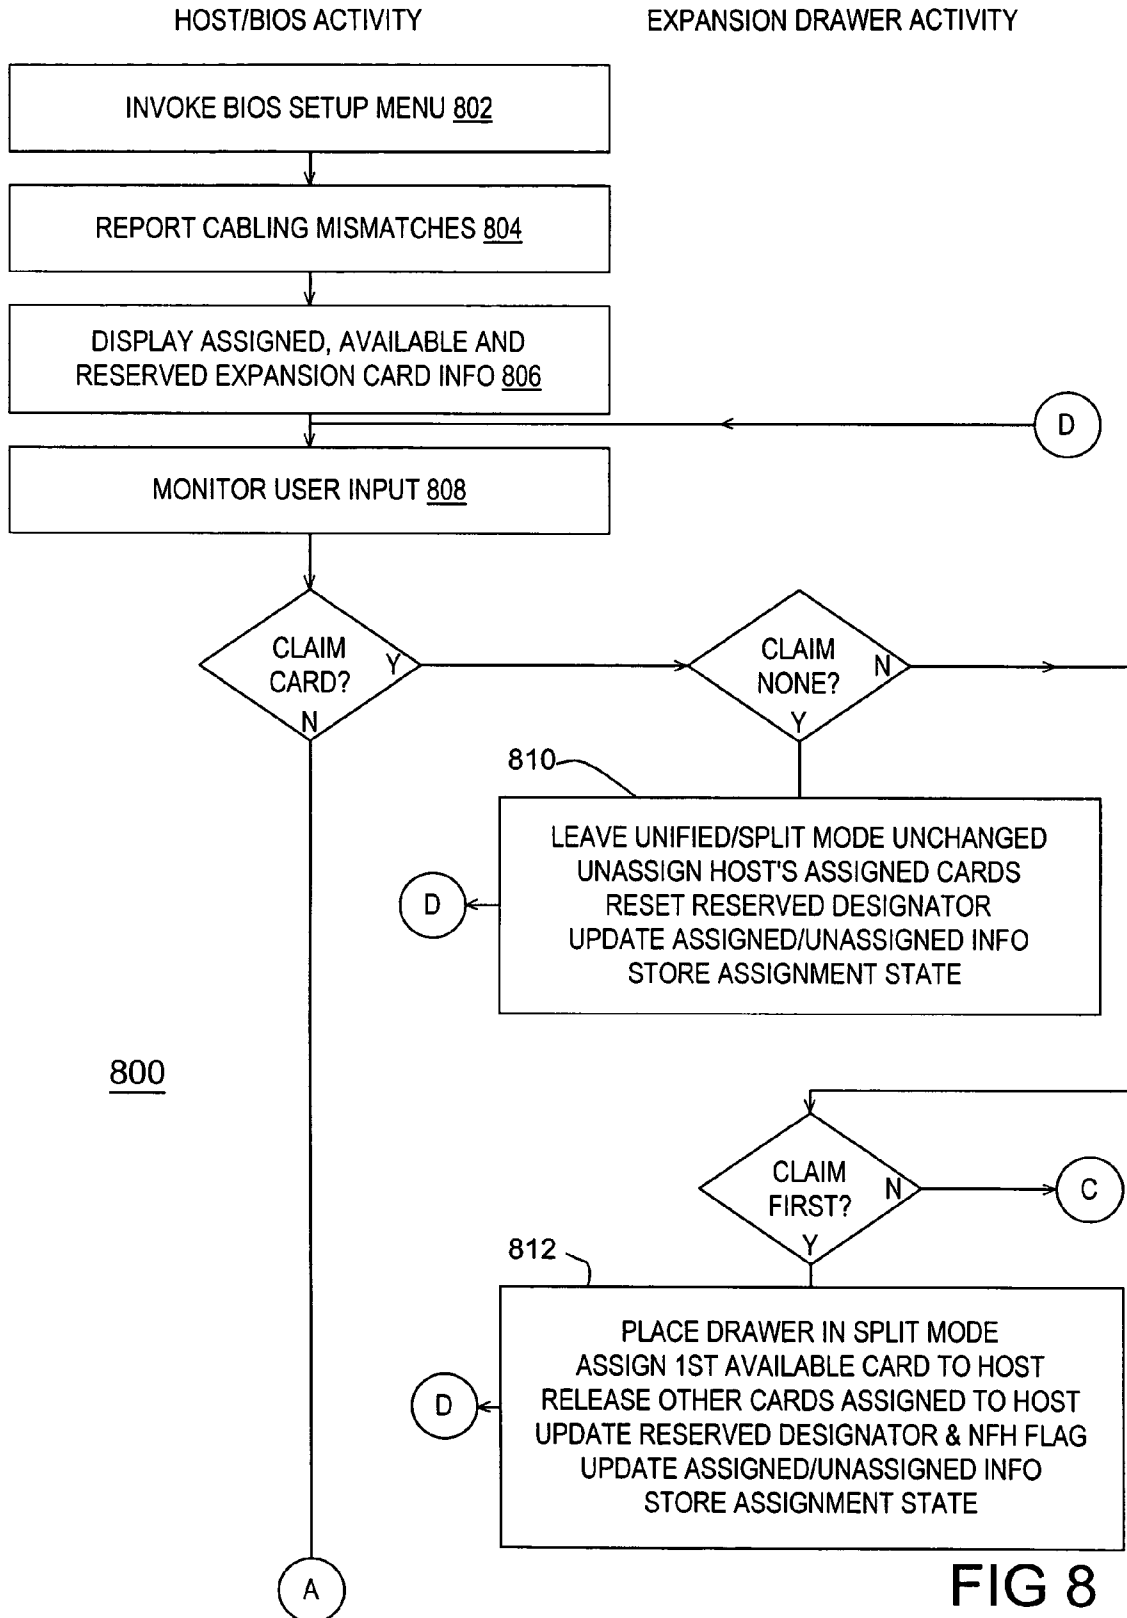 HOST/BIOS ACTIVITY
EXPANSION DRAWER ACTIVITY
INVOKE BIOS SETUP MENU 802
REPORT CABLING MISMATCHES 804
DISPLAY ASSIGNED, AVAILABLE AND
RESERVED EXPANSION CARD INFO 806
D
MONITOR USER INPUT 808
CLAIM
CARD?
Y
N
CLAIM
NONE?
N
Y
810
LEAVE UNIFIED/SPLIT MODE UNCHANGED
UNASSIGN HOST'S ASSIGNED CARDS
RESET RESERVED DESIGNATOR
UPDATE ASSIGNED/UNASSIGNED INFO
STORE ASSIGNMENT STATE
D
800
CLAIM
FIRST?
N
Y
C
812
PLACE DRAWER IN SPLIT MODE
ASSIGN 1ST AVAILABLE CARD TO HOST
RELEASE OTHER CARDS ASSIGNED TO HOST
UPDATE RESERVED DESIGNATOR & NFH FLAG
UPDATE ASSIGNED/UNASSIGNED INFO
STORE ASSIGNMENT STATE
D
A
FIG 8